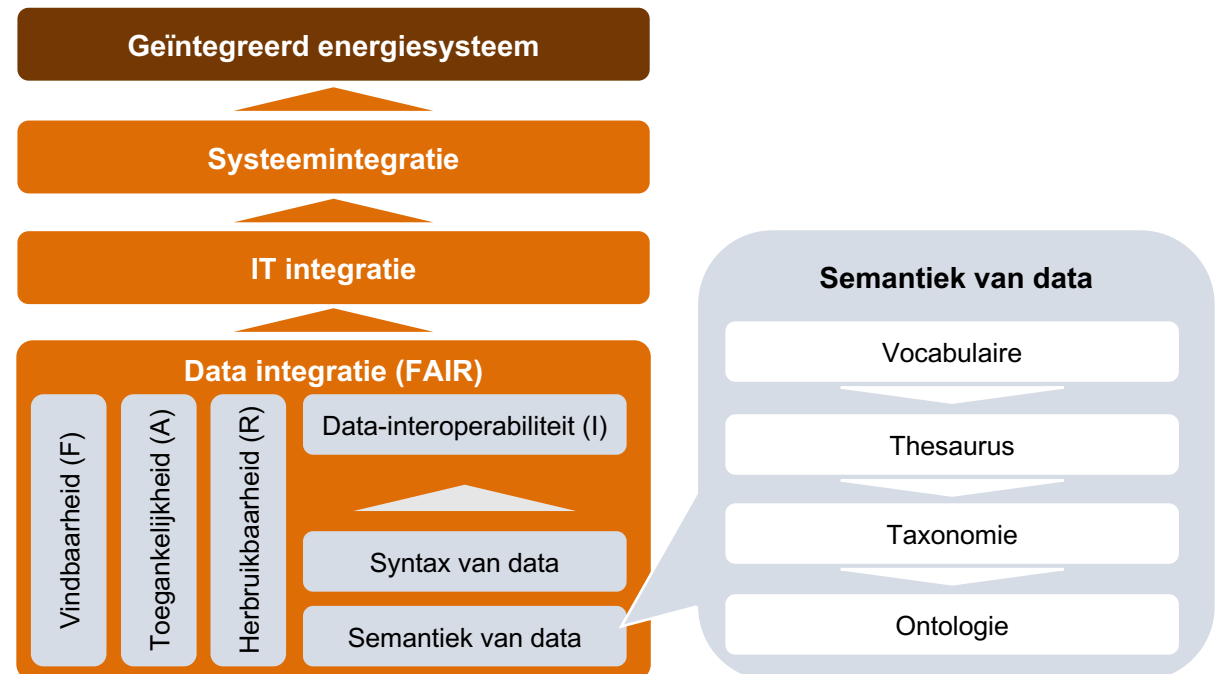 Geïntegreerd energiesysteem
Systeemintegratie
IT integratie
Data integratie (FAIR)
Vindbaarheid (F)
Toegankelijkheid (A)
Herbruikbaarheid (R)
Data-interoperabiliteit (I)
Syntax van data
Semantiek van data
Semantiek van data
Vocabulaire
Thesaurus
Taxonomie
Ontologie